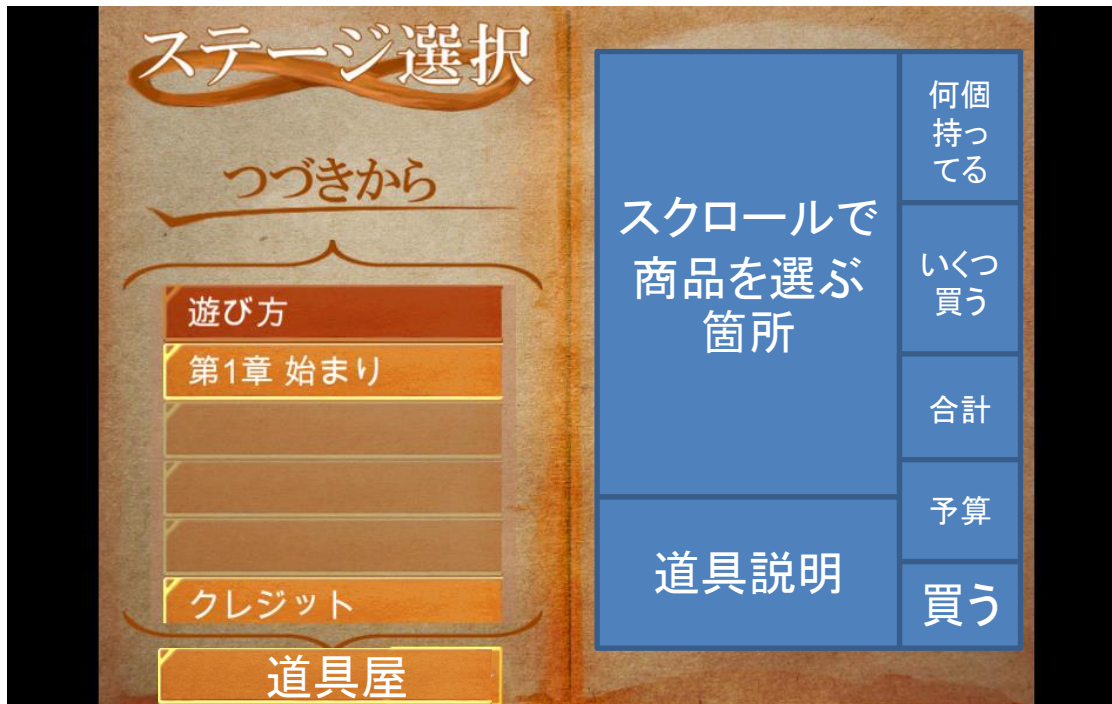 ステージ選択
つづきから
遊び方
第1章 始まり
クレジット
道具屋
スクロールで
商品を選ぶ
箇所
道具説明
何個
持っ
てる
いくつ
買う
合計
予算
買う